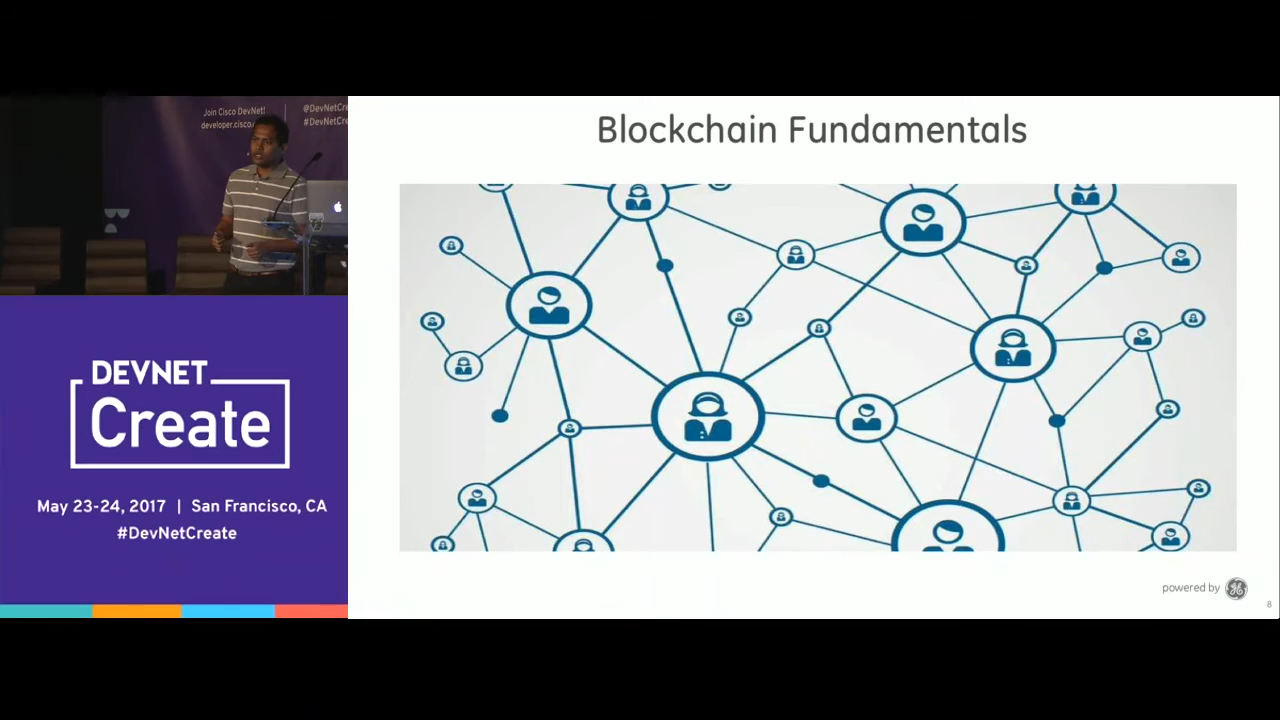 Join Cisco DevNet!
developer.cisco.
@DevNetCre
#DevNetCre
DEVNET
Create
May 23-24, 2017 | San Francisco, CA
#DevNetCreate
Blockchain Fundamentals
powered by
8